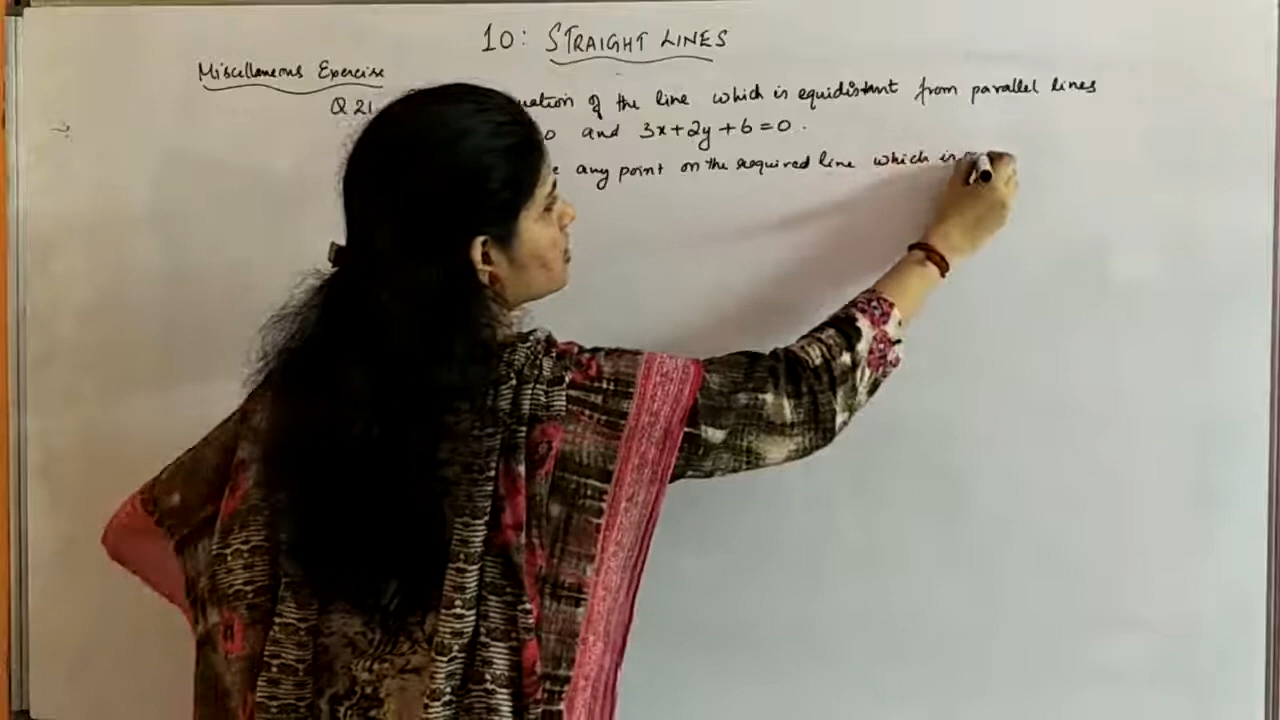 10: STRAIGHT LINES
Miscellaneous Exercise
Q 21 uation of the line which is equidistant from parallel lines
0 and 3x+2y+6=0.
e any point on the required line which is